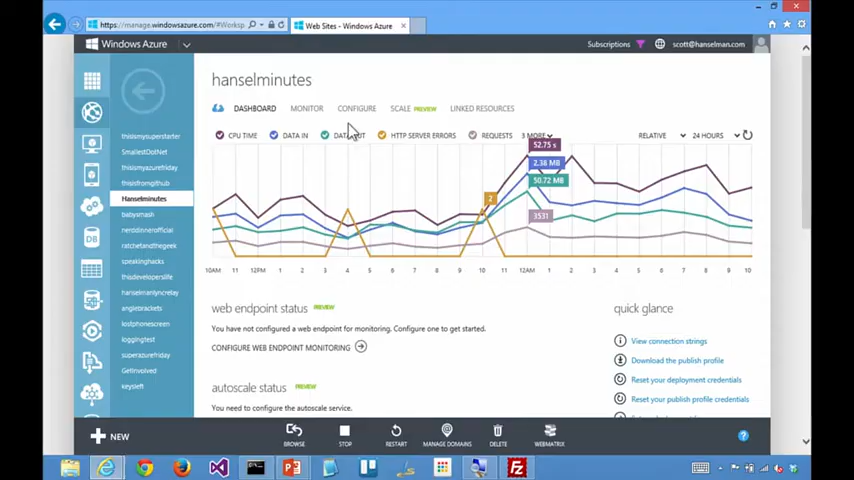 https://manage.windowsazure.com/#Worksp
Web Sites - Windows Azure
Windows Azure
Subscriptions
scott@hanselman.com
hanselminutes
DASHBOARD MONITOR CONFIGURE SCALE PREVIEW LINKED RESOURCES
CPU TIME DATA IN DATA OUT HTTP SERVER ERRORS REQUESTS 3 MORE RELATIVE 24 HOURS
52.75 s
2.38 MB
50.72 MB
2
3531
10AM 11 12PM 1 2 3 4 5 6 7 8 9 10 11 12AM 1 2 3 4 5 6 7 8 9 10
thisismysuperstarter
SmallestDotNet
thisismyazurefriday
thisisfromgithub
Hanselminutes
babysmash
nerddinnerofficial
ratchetandthegeek
speakinghacks
thisdeveloperslife
hanselmanlyncrelay
anglebrackets
lostphonescreen
loggingtest
superazurefriday
GetInvolved
keysleft
web endpoint status PREVIEW
You have not configured a web endpoint for monitoring. Configure one to get started.
CONFIGURE WEB ENDPOINT MONITORING
autoscale status PREVIEW
You need to configure the autoscale service.
quick glance
View connection strings
Download the publish profile
Reset your deployment credentials
Reset your publish profile credentials
NEW
BROWSE STOP RESTART MANAGE DOMAINS DELETE WEBMATRIX